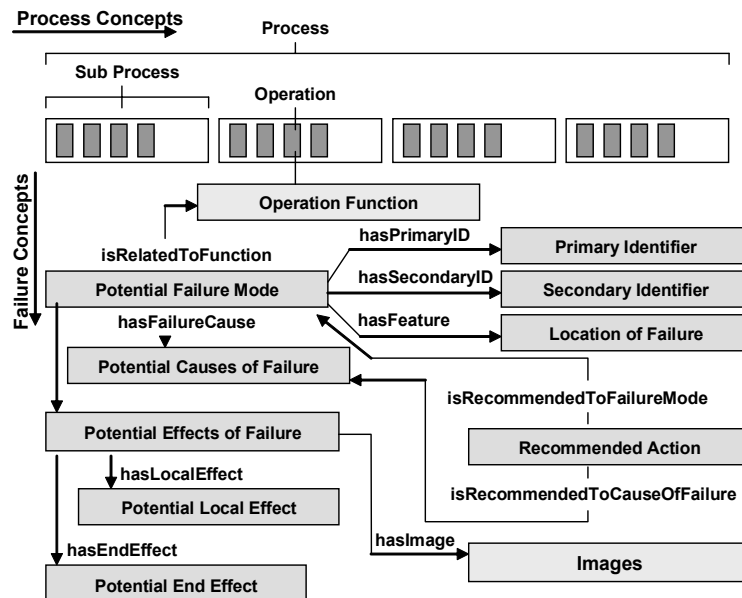 Process Concepts
Process
Sub Process
Operation
Failure Concepts
Operation Function
isRelatedToFunction
hasPrimaryID
Primary Identifier
Potential Failure Mode
hasSecondaryID
Secondary Identifier
hasFailureCause
hasFeature
Location of Failure
Potential Causes of Failure
isRecommendedToFailureMode
Potential Effects of Failure
Recommended Action
hasLocalEffect
isRecommendedToCauseOfFailure
Potential Local Effect
hasEndEffect
hasImage
Images
Potential End Effect